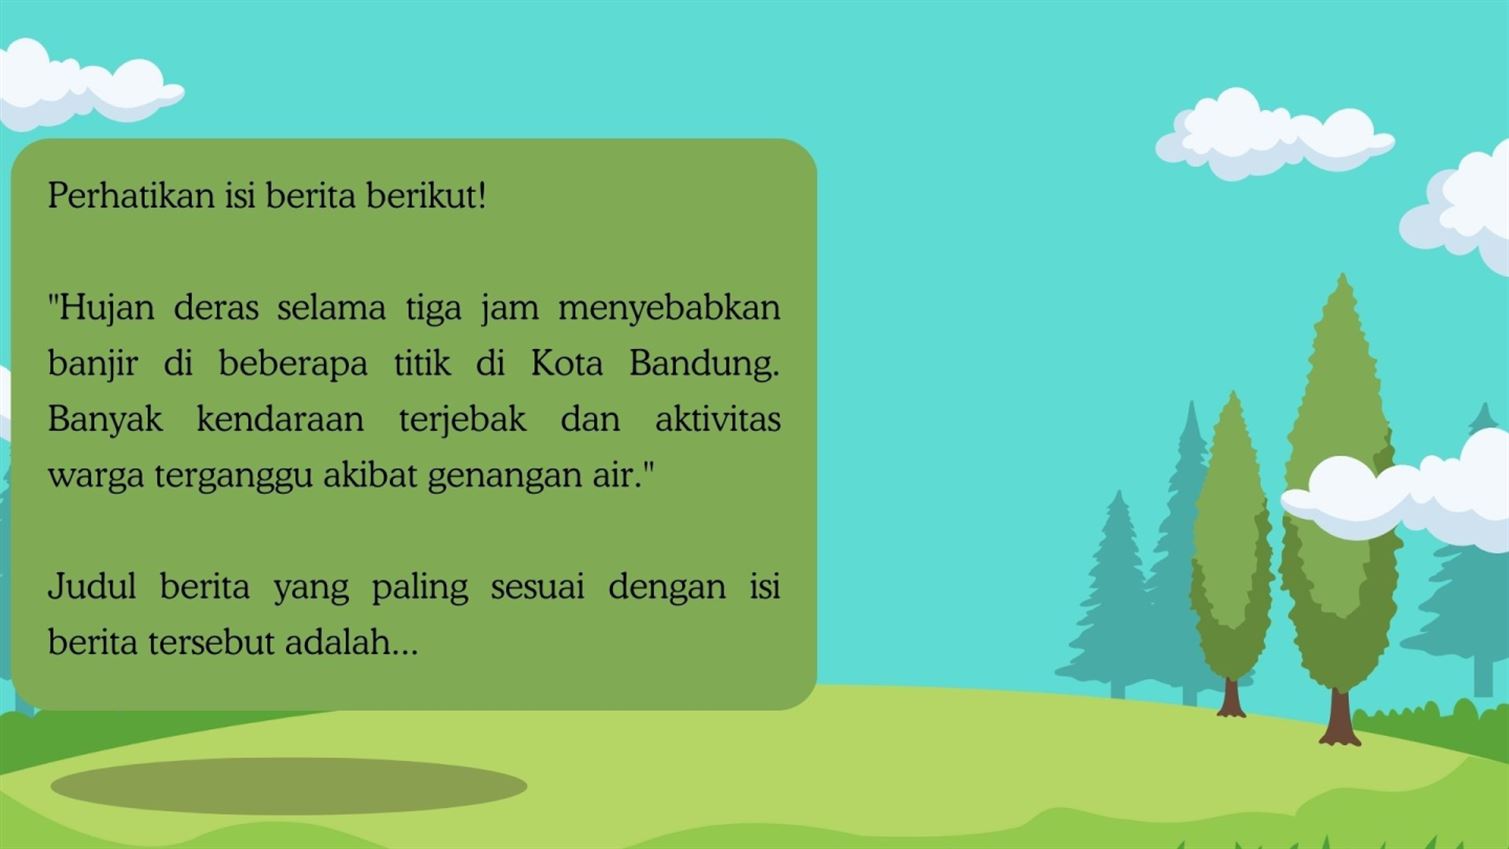 Perhatikan isi berita berikut!
"Hujan deras selama tiga jam menyebabkan
banjir di beberapa titik di Kota Bandung.
Banyak kendaraan terjebak dan aktivitas
warga terganggu akibat genangan air."
Judul berita yang paling sesuai dengan isi
berita tersebut adalah...